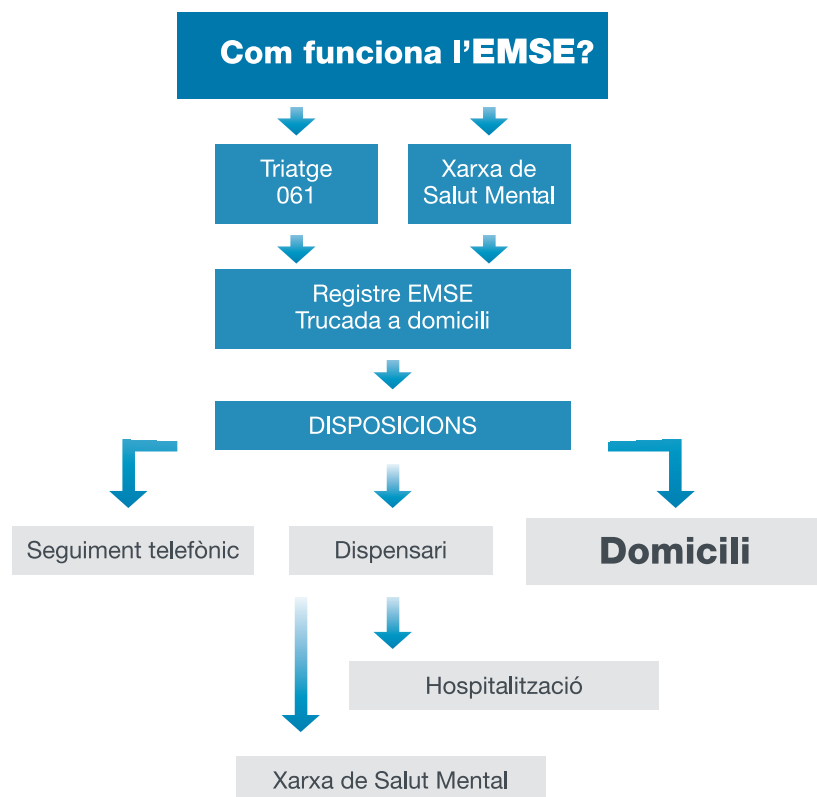 Com funciona l'EMSE?
Triatge
061
Xarxa de
Salut Mental
Registre EMSE
Trucada a domicili
DISPOSICIONS
Seguiment telefònic
Dispensari
Domicili
Hospitalització
Xarxa de Salut Mental